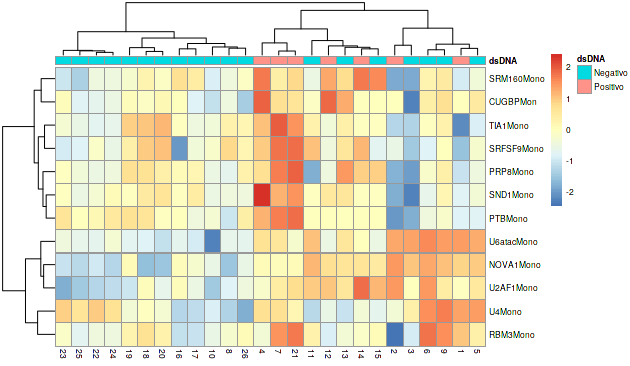 dsDNA
SRM160Mono
CUGBPMon
TIA1Mono
SRFSF9Mono
PRP8Mono
SND1Mono
PTBMono
U6atacMono
NOVA1Mono
U2AF1Mono
U4Mono
RBM3Mono
23 25 22 24 19 18 20 16 17 10 8 26 4 7 21 11 12 13 14 15 2 3 6 9 1 5
2
1
0
-1
-2
dsDNA
Negativo
Positivo